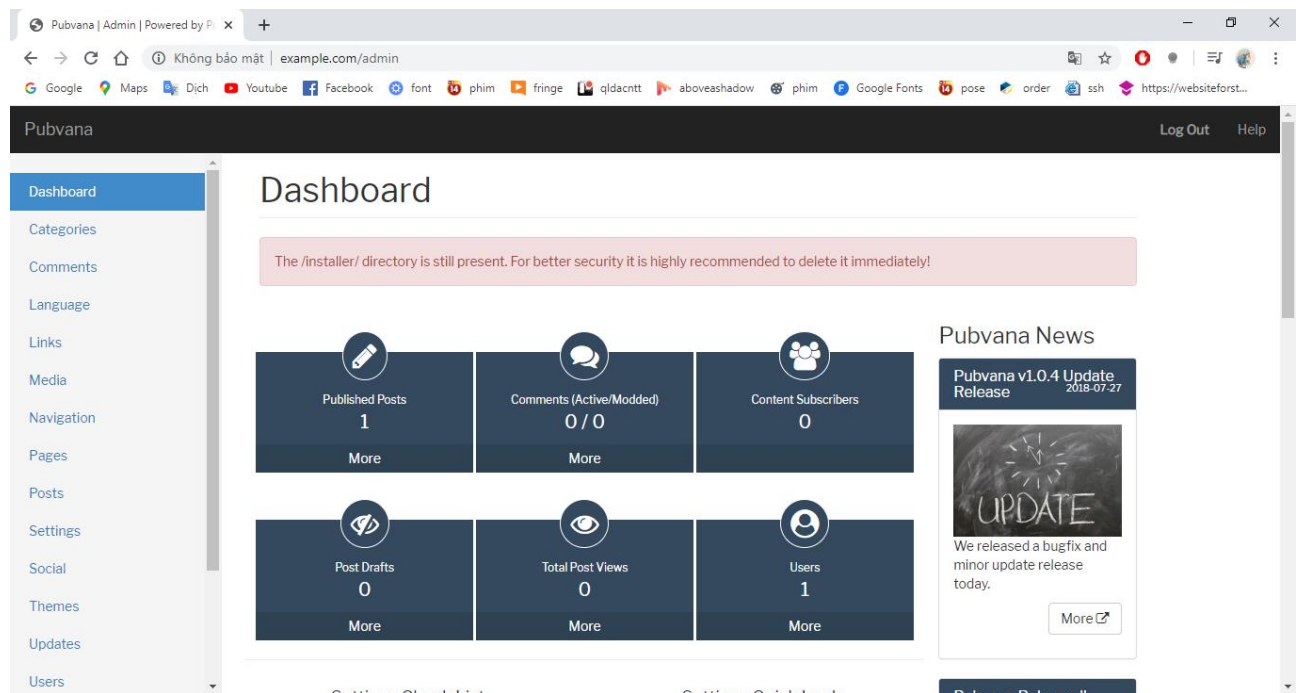 Pubvana | Admin | Powered by P
Không bảo mật | example.com/admin
Google Maps Dịch Youtube Facebook font phim fringe qldacntt aboveashadow phim Google Fonts pose order ssh https://websiteforst...
Pubvana Log Out Help
Dashboard
Categories
Comments
Language
Links
Media
Navigation
Pages
Posts
Settings
Social
Themes
Updates
Users
Dashboard
The /installer/ directory is still present. For better security it is highly recommended to delete it immediately!
Published Posts
1
More
Comments (Active/Modded)
0 / 0
More
Content Subscribers
0
Post Drafts
0
More
Total Post Views
0
More
Users
1
More
Pubvana News
Pubvana v1.0.4 Update
Release 2018-07-27
UPDATE
We released a bugfix and
minor update release
today.
More